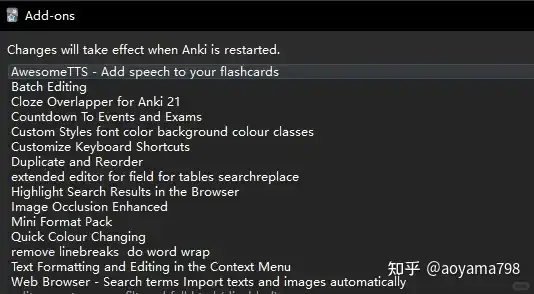 Add-ons
Changes will take effect when Anki is restarted.
AwesomeTTS - Add speech to your flashcards
Batch Editing
Cloze Overlapper for Anki 21
Countdown To Events and Exams
Custom Styles font color background colour classes
Customize Keyboard Shortcuts
Duplicate and Reorder
extended editor for field for tables searchreplace
Highlight Search Results in the Browser
Image Occlusion Enhanced
Mini Format Pack
Quick Colour Changing
remove linebreaks  do word wrap
Text Formatting and Editing in the Context Menu
Web Browser - Search terms Import texts and images automatically
知乎 @aoyama798